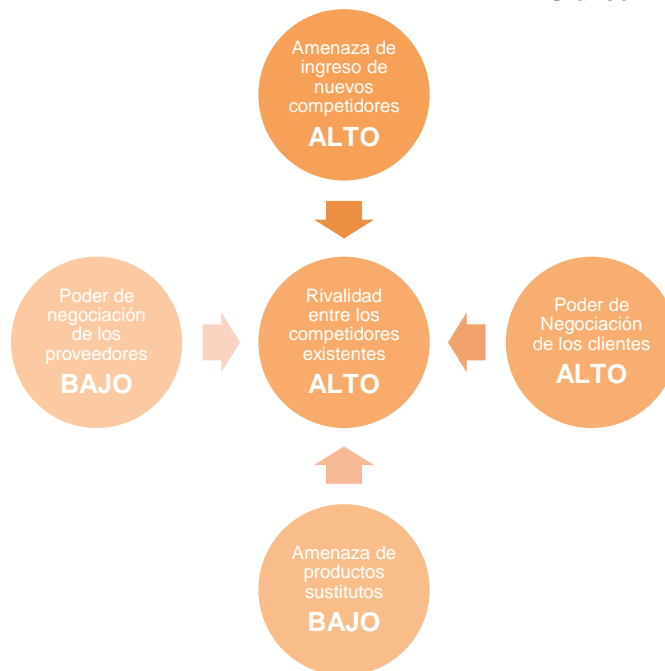 Amenaza de
ingreso de
nuevos
competidores
ALTO
Poder de
negociación
de los
proveedores
BAJO
Rivalidad
entre los
competidores
existentes
ALTO
Poder de
Negociación
de los clientes
ALTO
Amenaza de
productos
sustitutos
BAJO